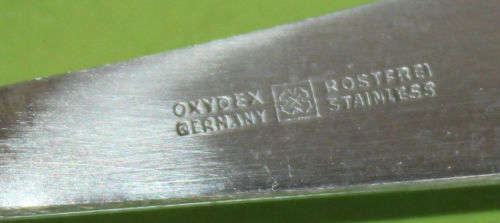 OXYDEX
GERMANY
ROSTFREI
STAINLESS